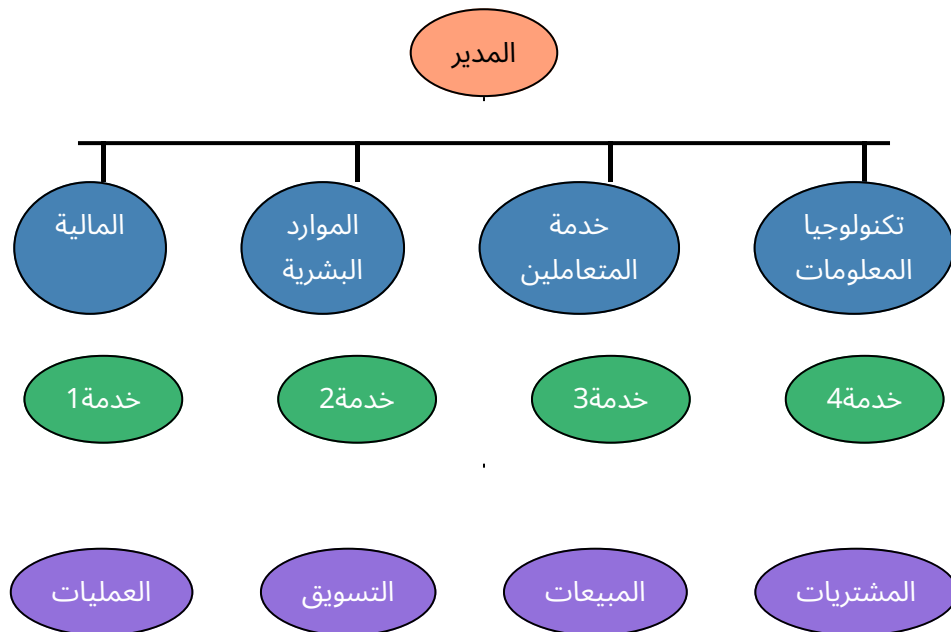 المدير
تكنولوجيا
المعلومات
خدمة
المتعاملين
الموارد
البشرية
المالية
خدمة4
خدمة3
خدمة2
خدمة1
المشتريات
المبيعات
التسويق
العمليات